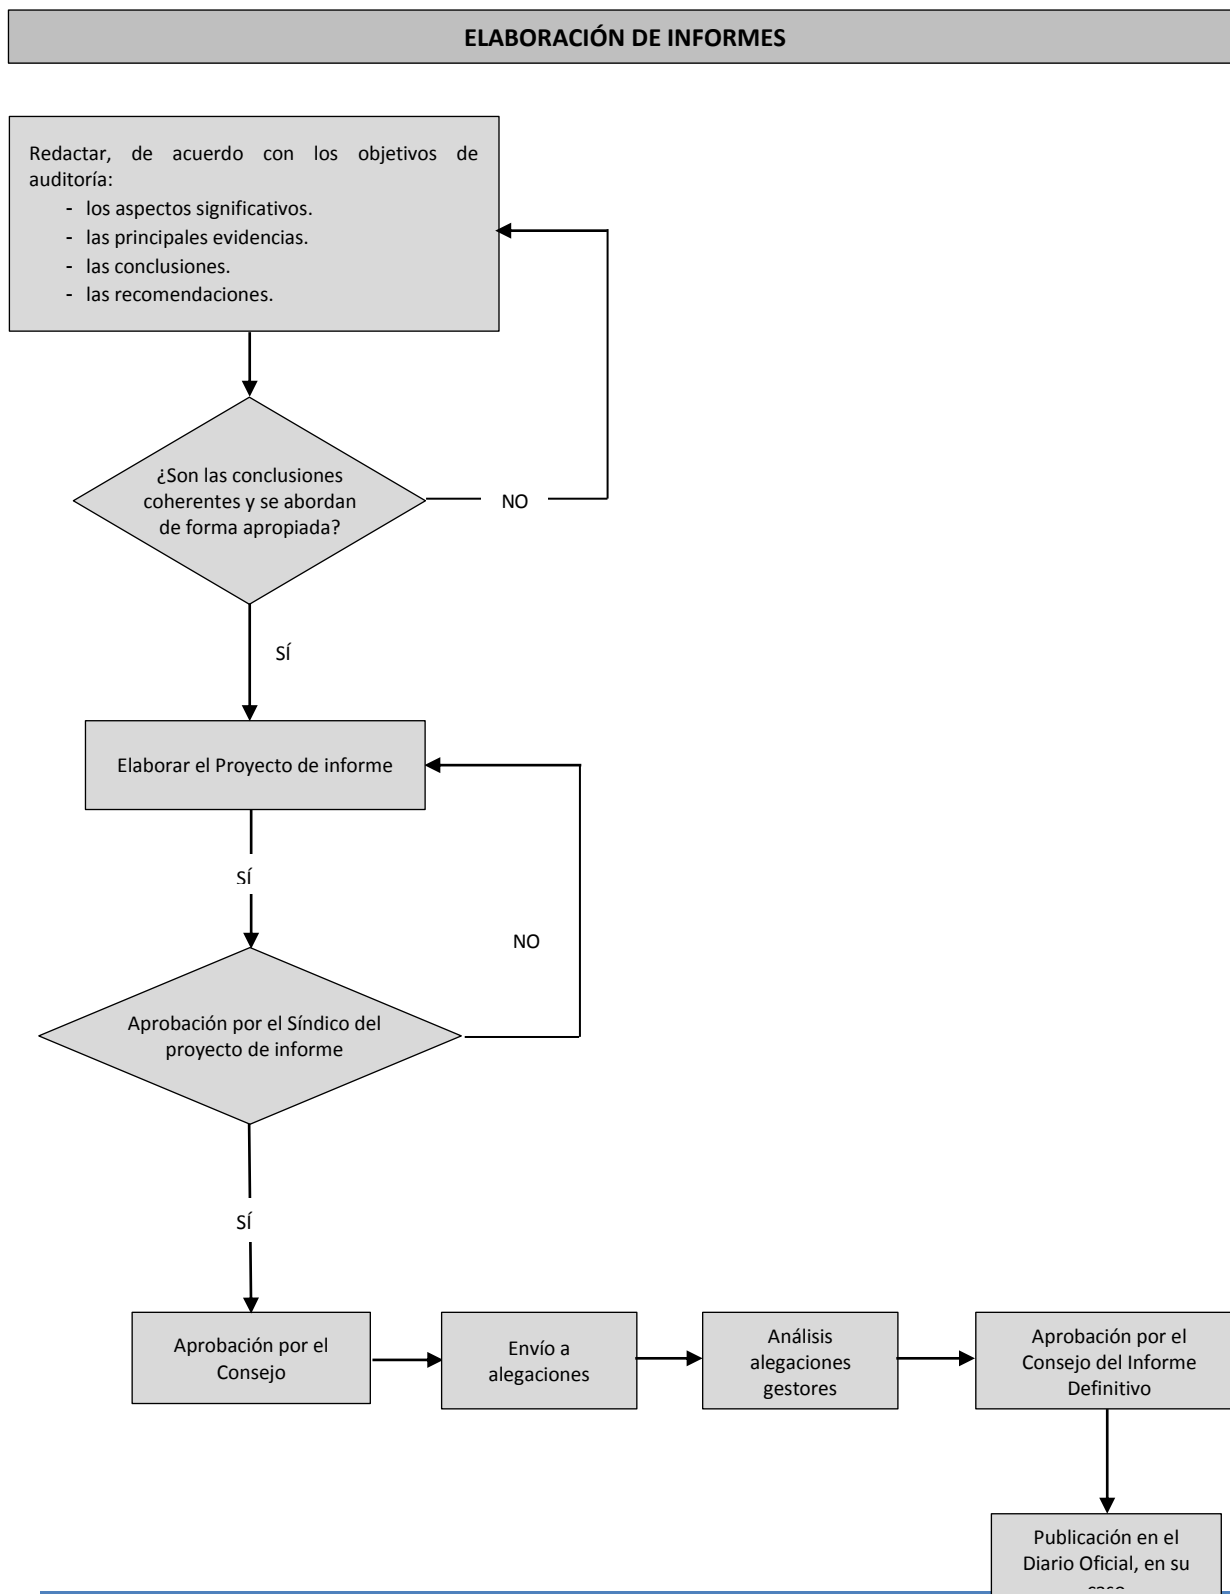 ELABORACIÓN DE INFORMES
Redactar, de acuerdo con los objetivos de
auditoría:
- los aspectos significativos.
- las principales evidencias.
- las conclusiones.
- las recomendaciones.
¿Son las conclusiones
coherentes y se abordan
de forma apropiada?
NO
SÍ
Elaborar el Proyecto de informe
SÍ
NO
Aprobación por el Síndico del
proyecto de informe
SÍ
Aprobación por el
Consejo
Envío a
alegaciones
Análisis
alegaciones
gestores
Aprobación por el
Consejo del Informe
Definitivo
Publicación en el
Diario Oficial, en su